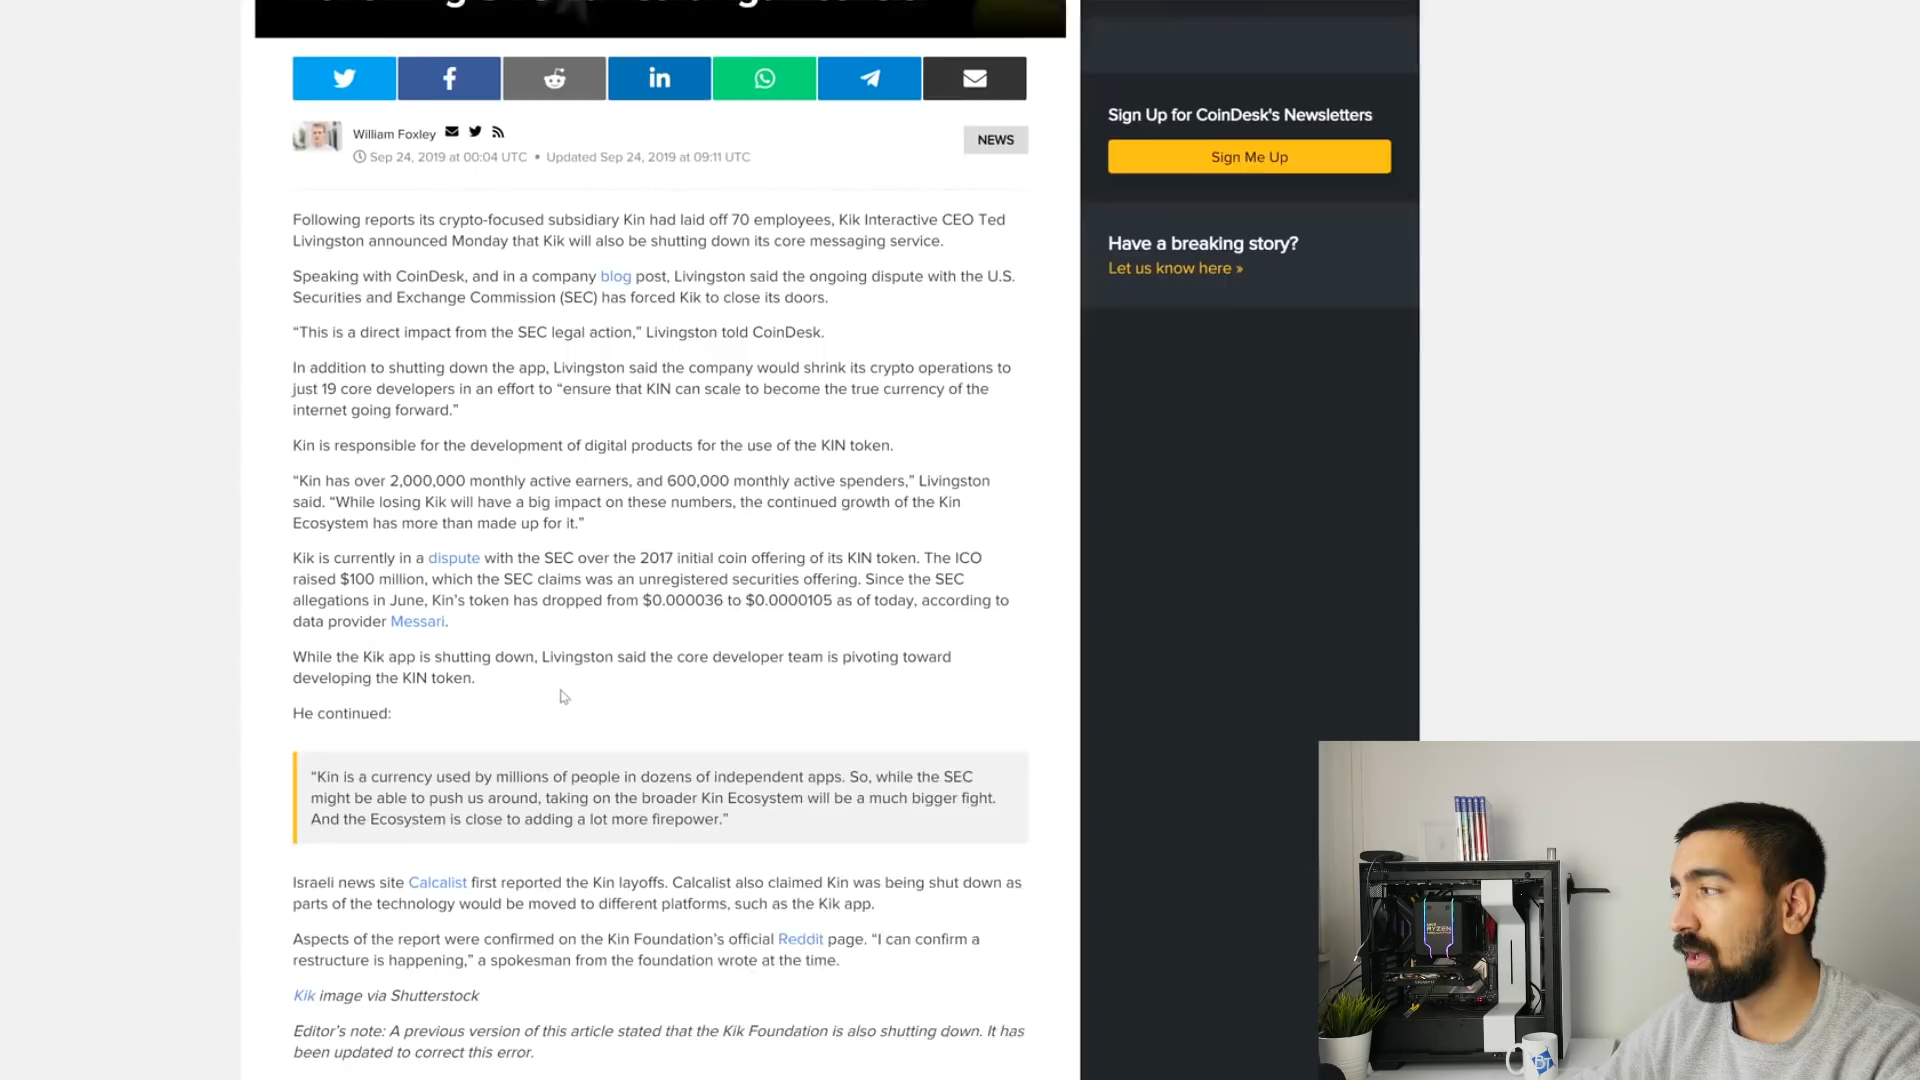 William Foxley
Sep 24, 2019 at 00:04 UTC • Updated Sep 24, 2019 at 09:11 UTC
NEWS
Following reports its crypto-focused subsidiary Kin had laid off 70 employees, Kik Interactive CEO Ted
Livingston announced Monday that Kik will also be shutting down its core messaging service.
Speaking with CoinDesk, and in a company blog post, Livingston said the ongoing dispute with the U.S.
Securities and Exchange Commission (SEC) has forced Kik to close its doors.
“This is a direct impact from the SEC legal action,” Livingston told CoinDesk.
In addition to shutting down the app, Livingston said the company would shrink its crypto operations to
just 19 core developers in an effort to “ensure that KIN can scale to become the true currency of the
internet going forward.”
Kin is responsible for the development of digital products for the use of the KIN token.
“Kin has over 2,000,000 monthly active earners, and 600,000 monthly active spenders,” Livingston
said. “While losing Kik will have a big impact on these numbers, the continued growth of the Kin
Ecosystem has more than made up for it.”
Kik is currently in a dispute with the SEC over the 2017 initial coin offering of its KIN token. The ICO
raised $100 million, which the SEC claims was an unregistered securities offering. Since the SEC
allegations in June, Kin’s token has dropped from $0.000036 to $0.0000105 as of today, according to
data provider Messari.
While the Kik app is shutting down, Livingston said the core developer team is pivoting toward
developing the KIN token.
He continued:
“Kin is a currency used by millions of people in dozens of independent apps. So, while the SEC
might be able to push us around, taking on the broader Kin Ecosystem will be a much bigger fight.
And the Ecosystem is close to adding a lot more firepower.”
Israeli news site Calcalist first reported the Kin layoffs. Calcalist also claimed Kin was being shut down as
parts of the technology would be moved to different platforms, such as the Kik app.
Aspects of the report were confirmed on the Kin Foundation’s official Reddit page. “I can confirm a
restructure is happening,” a spokesman from the foundation wrote at the time.
Kik image via Shutterstock
Editor’s note: A previous version of this article stated that the Kik Foundation is also shutting down. It has
been updated to correct this error.
Sign Up for CoinDesk's Newsletters
Sign Me Up
Have a breaking story?
Let us know here »
RYZEN
BT